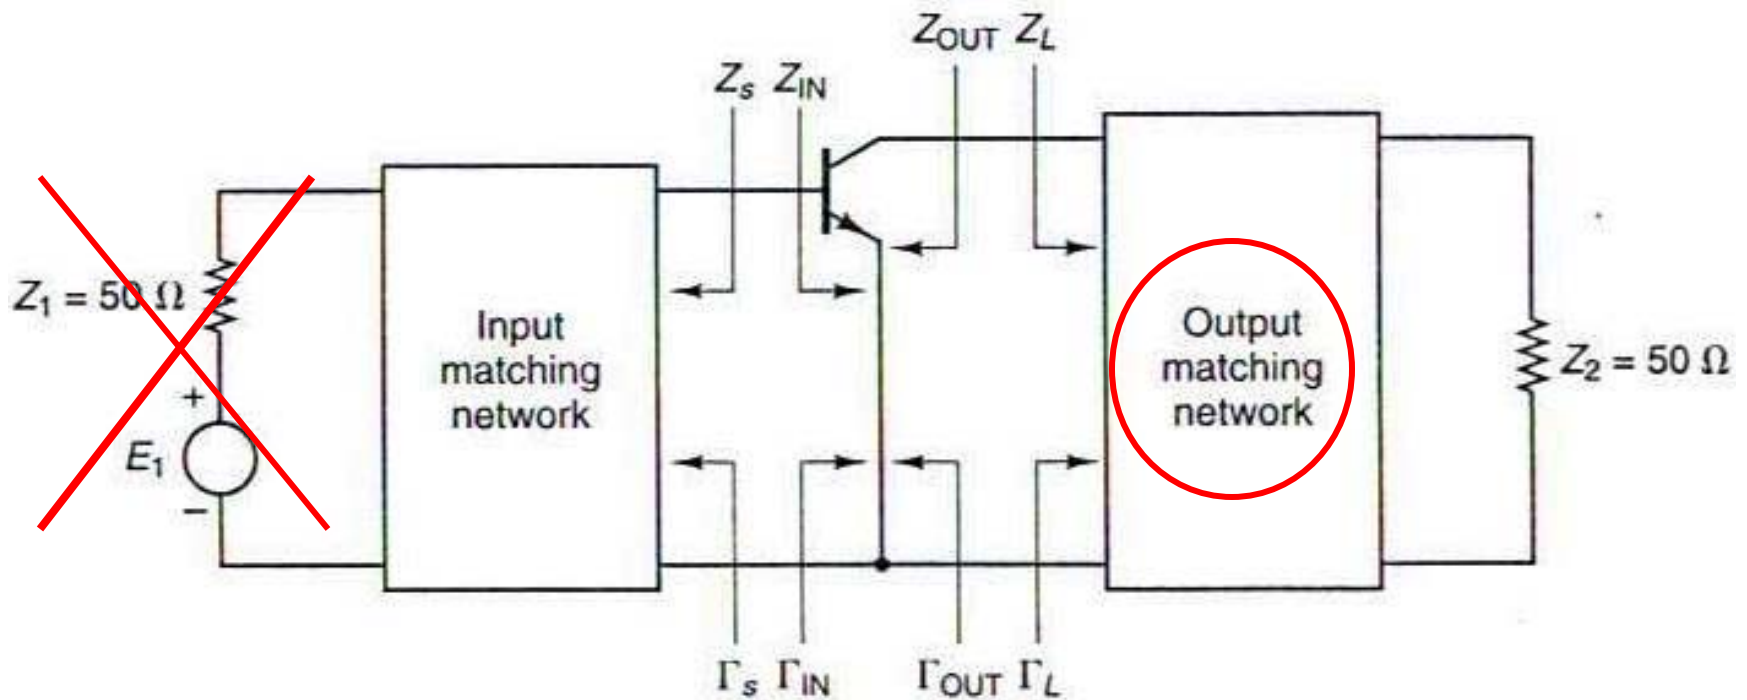 Z_OUT Z_L
Z_s Z_IN
Z_1 = 50 Ω
+
E_1
−
Input
matching
network
Output
matching
network
Z_2 = 50 Ω
Γ_s Γ_IN Γ_OUT Γ_L